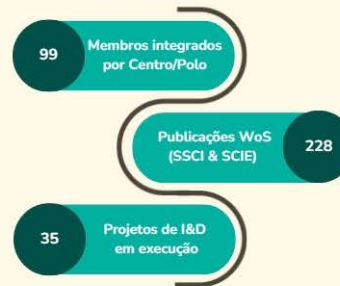 99
Membros integrados
por Centro/Polo
Publicações WoS
(SSCI & SCIE)
228
35
Projetos de I&D
em execução